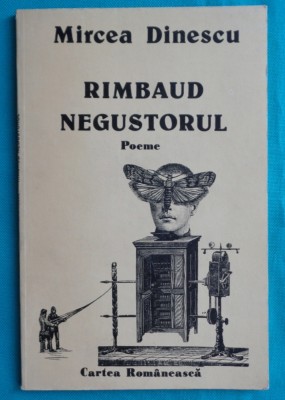 Mircea Dinescu
RIMBAUD
NEGUSTORUL
Poeme
Cartea Românească